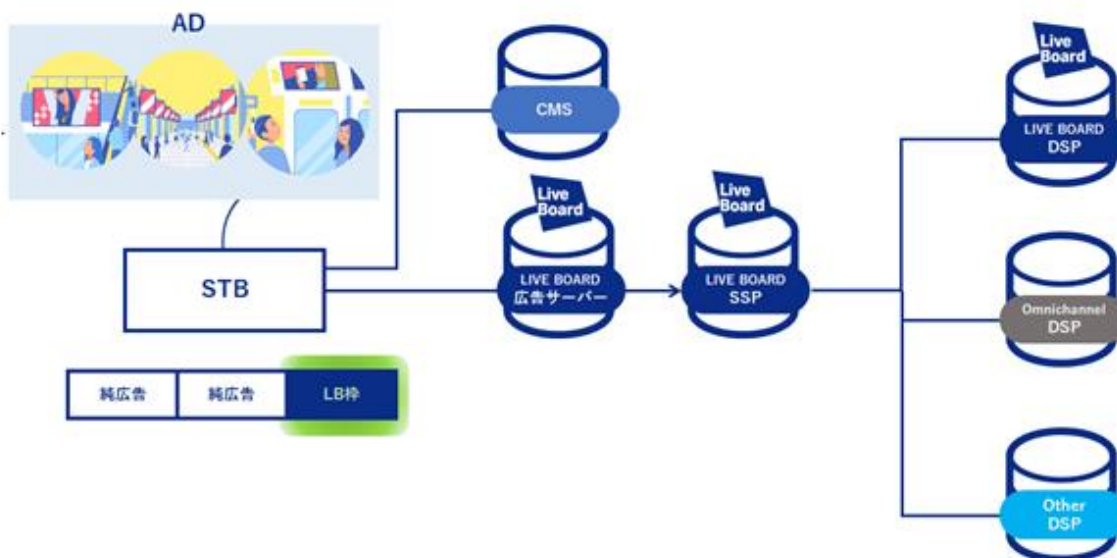 AD
CMS
Live
Board
LIVE BOARD
DSP
Live
Board
LIVE BOARD
広告サーバー
Live
Board
LIVE BOARD
SSP
STB
Omnichannel
DSP
純広告
純広告
LB枠
Other
DSP